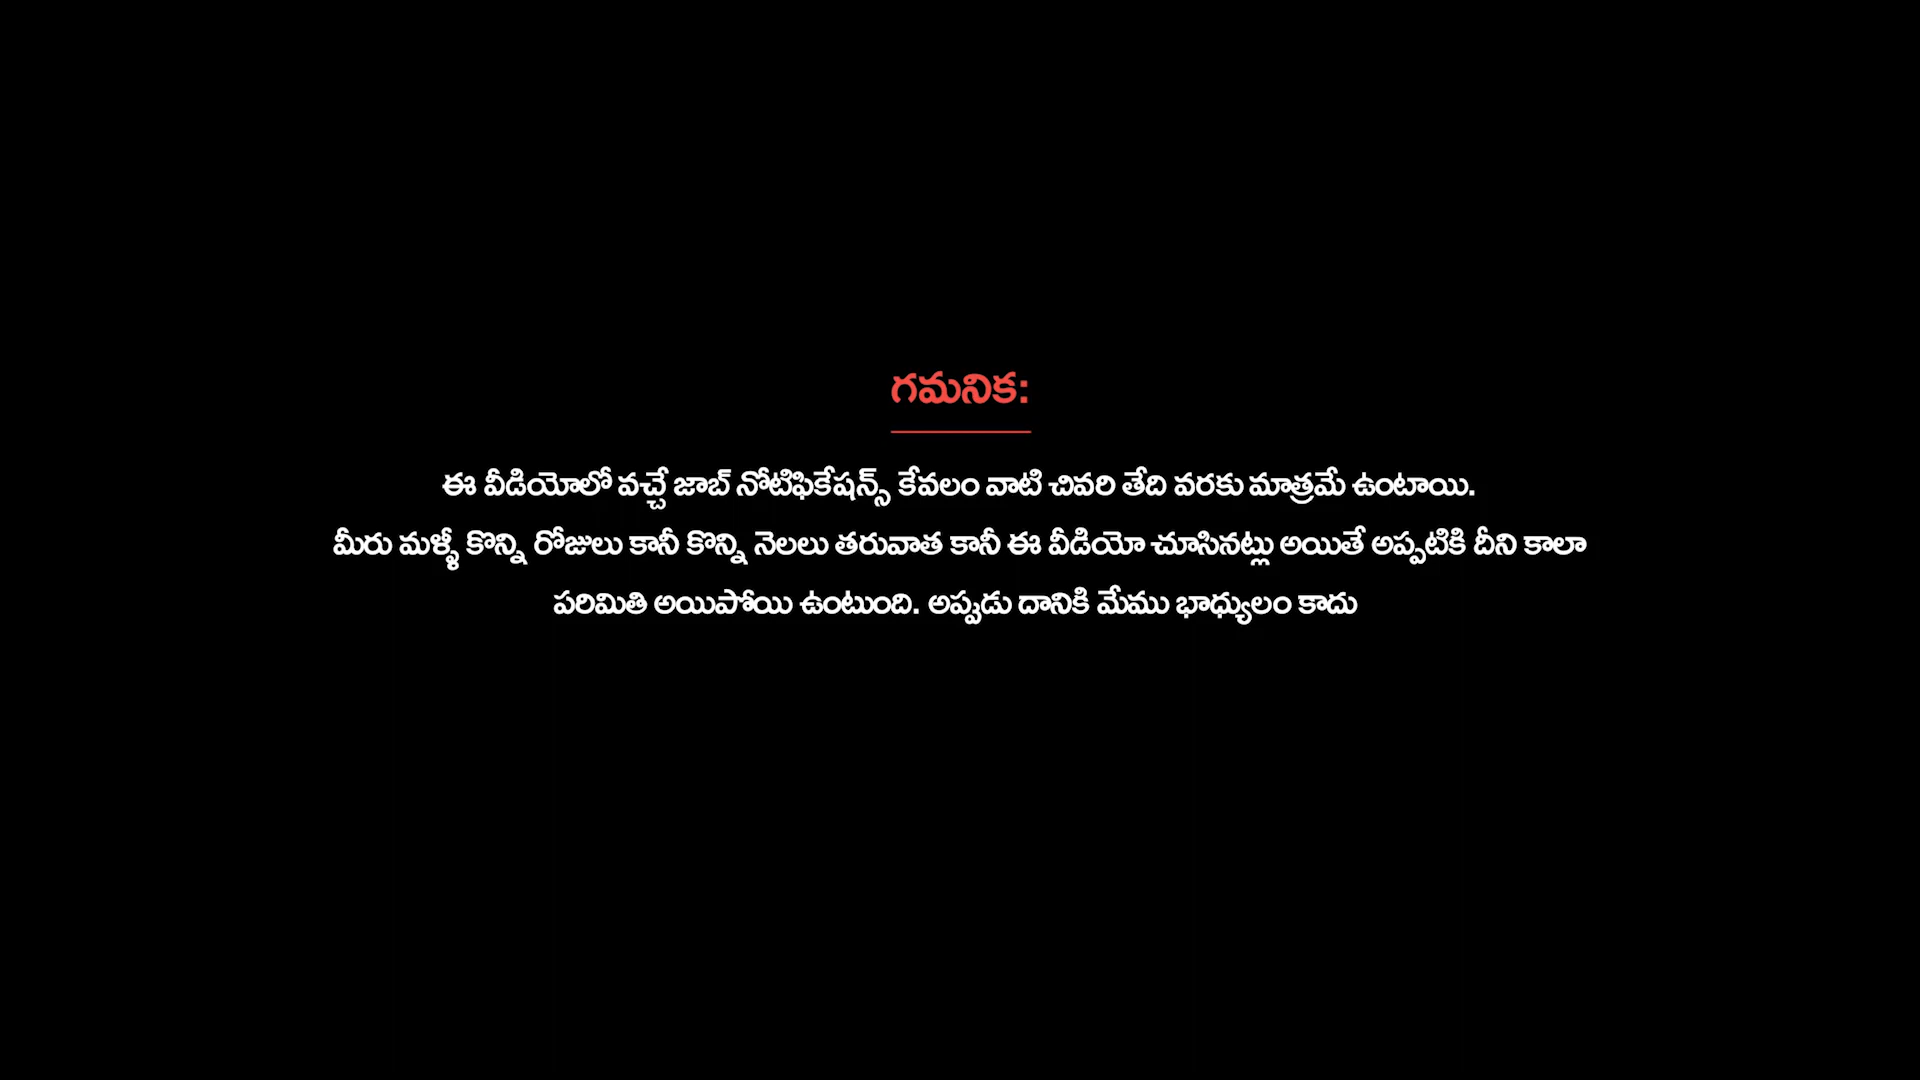 గమనిక:
ఈ వీడియోలో వచ్చే జాబ్ నోటిఫికేషన్స్ కేవలం వాటి చివరి తేది వరకు మాత్రమే ఉంటాయి.
మీరు మళ్ళీ కొన్ని రోజులు కానీ కొన్ని నెలలు తరువాత కానీ ఈ వీడియో చూసినట్లు అయితే అప్పటికి దీని కాలా
పరిమితి అయిపోయి ఉంటుంది. అప్పుడు దానికి మేము భాధ్యులం కాదు